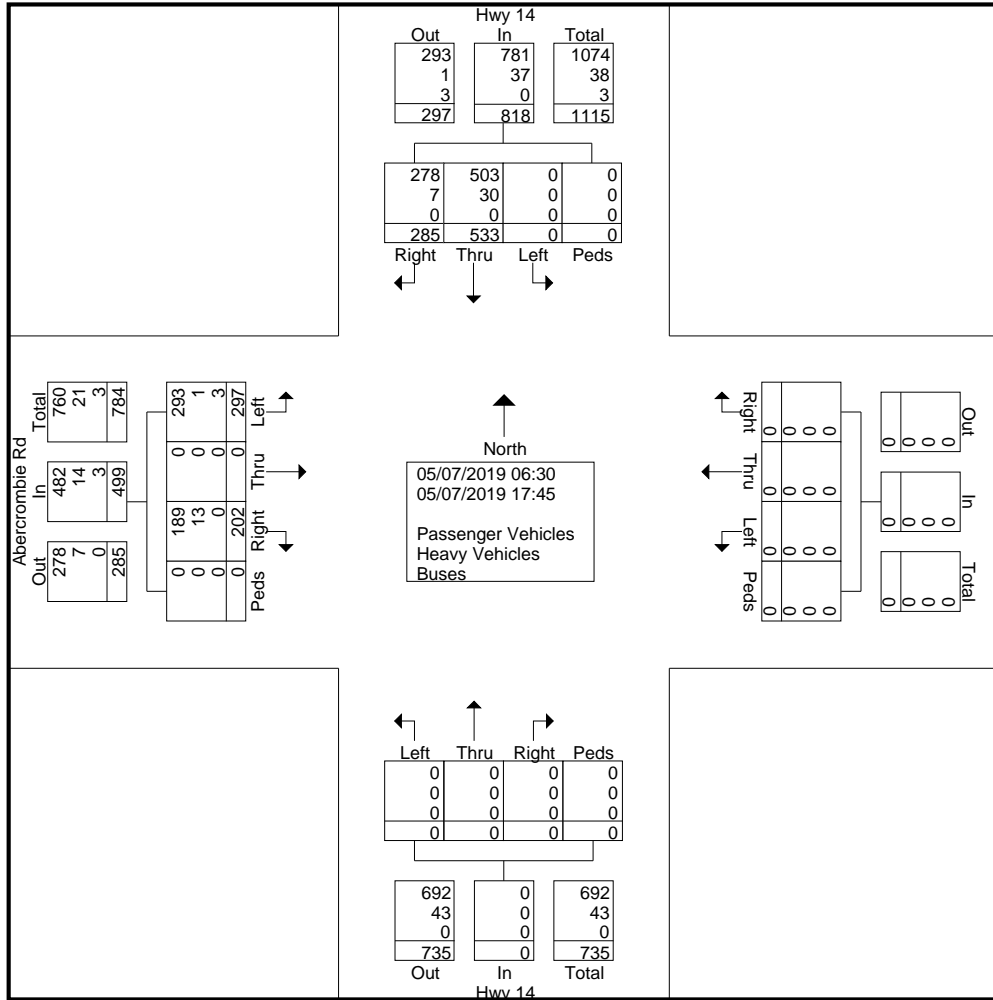 Hwy 14
Out In Total
293 781 1074
1 37 38
3 0 3
297 818 1115
278 503 0 0
7 30 0 0
0 0 0 0
285 533 0 0
Right Thru Left Peds
Abercrombie Rd
Total
760
21
3
784
In
482
14
3
499
Out
278
7
0
285
293
1
3
297
Left
0
0
0
0
Thru
189
13
0
202
Right
0
0
0
0
Peds
North
05/07/2019 06:30
05/07/2019 17:45
Passenger Vehicles
Heavy Vehicles
Buses
Right
0
0
0
0
Thru
0
0
0
0
Left
0
0
0
0
Peds
0
0
0
0
Out
0
0
0
0
In
0
0
0
0
Total
0
0
0
0
Left Thru Right Peds
0 0 0 0
0 0 0 0
0 0 0 0
0 0 0 0
692 0 692
43 0 43
0 0 0
735 0 735
Out In Total
Hwy 14